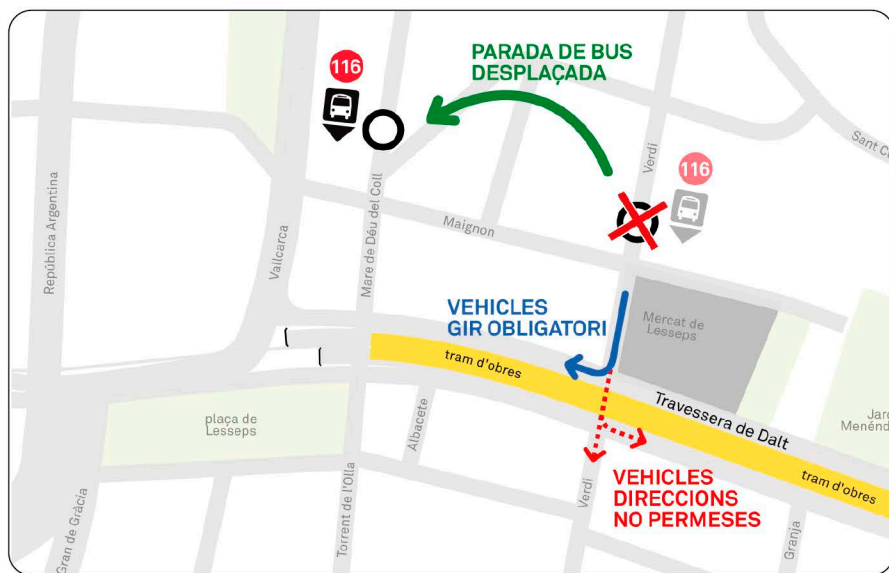 116
PARADA DE BUS
DESPLAÇADA
116
Verdi
Sant
República Argentina
Vallcarca
Mare de Déu del Coll
Maignon
VEHICLES
GIR OBLIGATORI
Mercat de
Lesseps
tram d'obres
Travessera de Dalt
plaça de
Lesseps
Albacete
tram d'obres
VEHICLES
DIRECCIONS
NO PERMESES
Verdi
Granja
Torrent de l'Olla
Gran de Gràcia